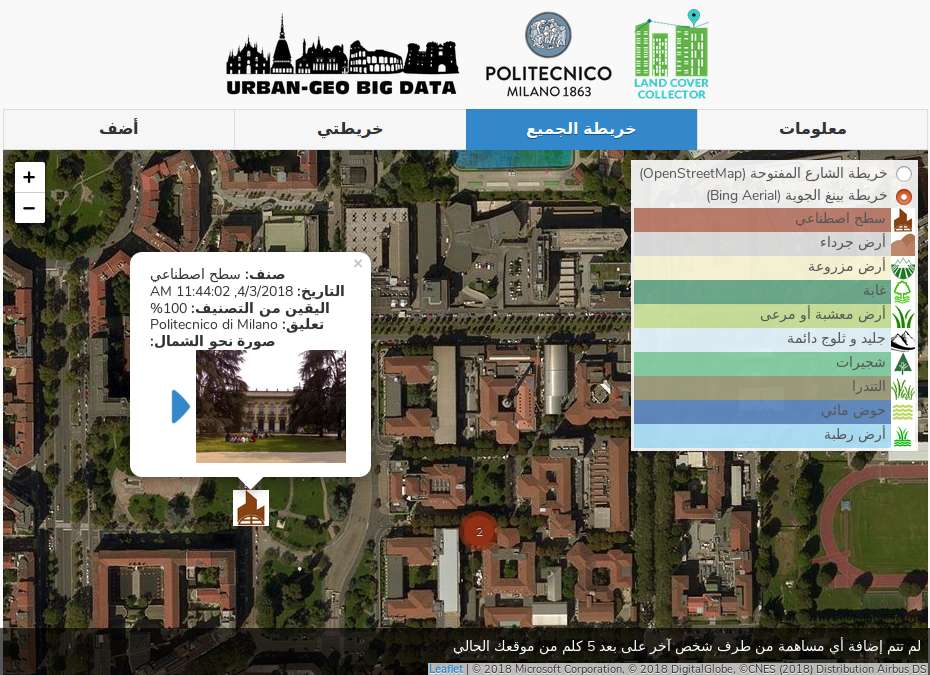 URBAN-GEO BIG DATA
POLITECNICO
MILANO 1863
LAND COVER
COLLECTOR
معلومات
خريطة الجميع
خريطتي
أضف
+
−
خريطة الشارع المفتوحة (OpenStreetMap)
خريطة بينغ الجوية (Bing Aerial)
سطح اصطناعي
أرض جرداء
أرض مزروعة
غابة
أرض معشبة أو مرعى
جليد و ثلوج دائمة
شجيرات
التندرا
حوض مائي
أرض رطبة
×
صنف: سطح اصطناعي
التاريخ: 4/3/2018, 11:44:02 AM
اليقين من التصنيف: 100%
تعليق: Politecnico di Milano
صورة نحو الشمال:
2
لم تتم إضافة أي مساهمة من طرف شخص آخر على بعد 5 كلم من موقعك الحالي
Leaflet | © 2018 Microsoft Corporation, © 2018 DigitalGlobe, ©CNES (2018) Distribution Airbus DS